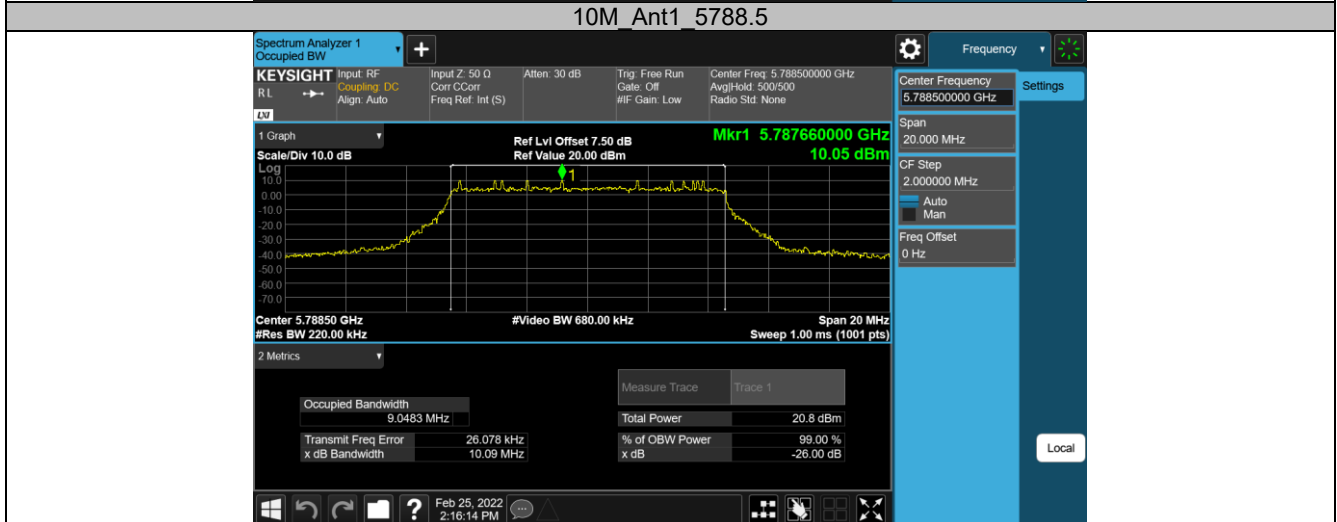 10M_Ant1_5788.5
Spectrum Analyzer 1
Occupied BW
+
Frequency
KEYSIGHT
R L
LXI
Input: RF
Coupling: DC
Align: Auto
Input Z: 50 Ω
Corr CCorr
Freq Ref: Int (S)
Atten: 30 dB
Trig: Free Run
Gate: Off
#IF Gain: Low
Center Freq: 5.788500000 GHz
Avg|Hold: 500/500
Radio Std: None
Center Frequency
5.788500000 GHz
Settings
Span
20.000 MHz
CF Step
2.000000 MHz
Auto
Man
Freq Offset
0 Hz
Local
1 Graph
Scale/Div 10.0 dB
Ref Lvl Offset 7.50 dB
Ref Value 20.00 dBm
Mkr1 5.787660000 GHz
10.05 dBm
Log
10.0
0.00
-10.0
-20.0
-30.0
-40.0
-50.0
-60.0
-70.0
1
Center 5.78850 GHz
#Video BW 680.00 kHz
Span 20 MHz
#Res BW 220.00 kHz
Sweep 1.00 ms (1001 pts)
2 Metrics
Measure Trace Trace 1
Occupied Bandwidth
9.0483 MHz
Total Power 20.8 dBm
Transmit Freq Error 26.078 kHz
% of OBW Power 99.00 %
x dB Bandwidth 10.09 MHz
x dB -26.00 dB
?
Feb 25, 2022
2:16:14 PM